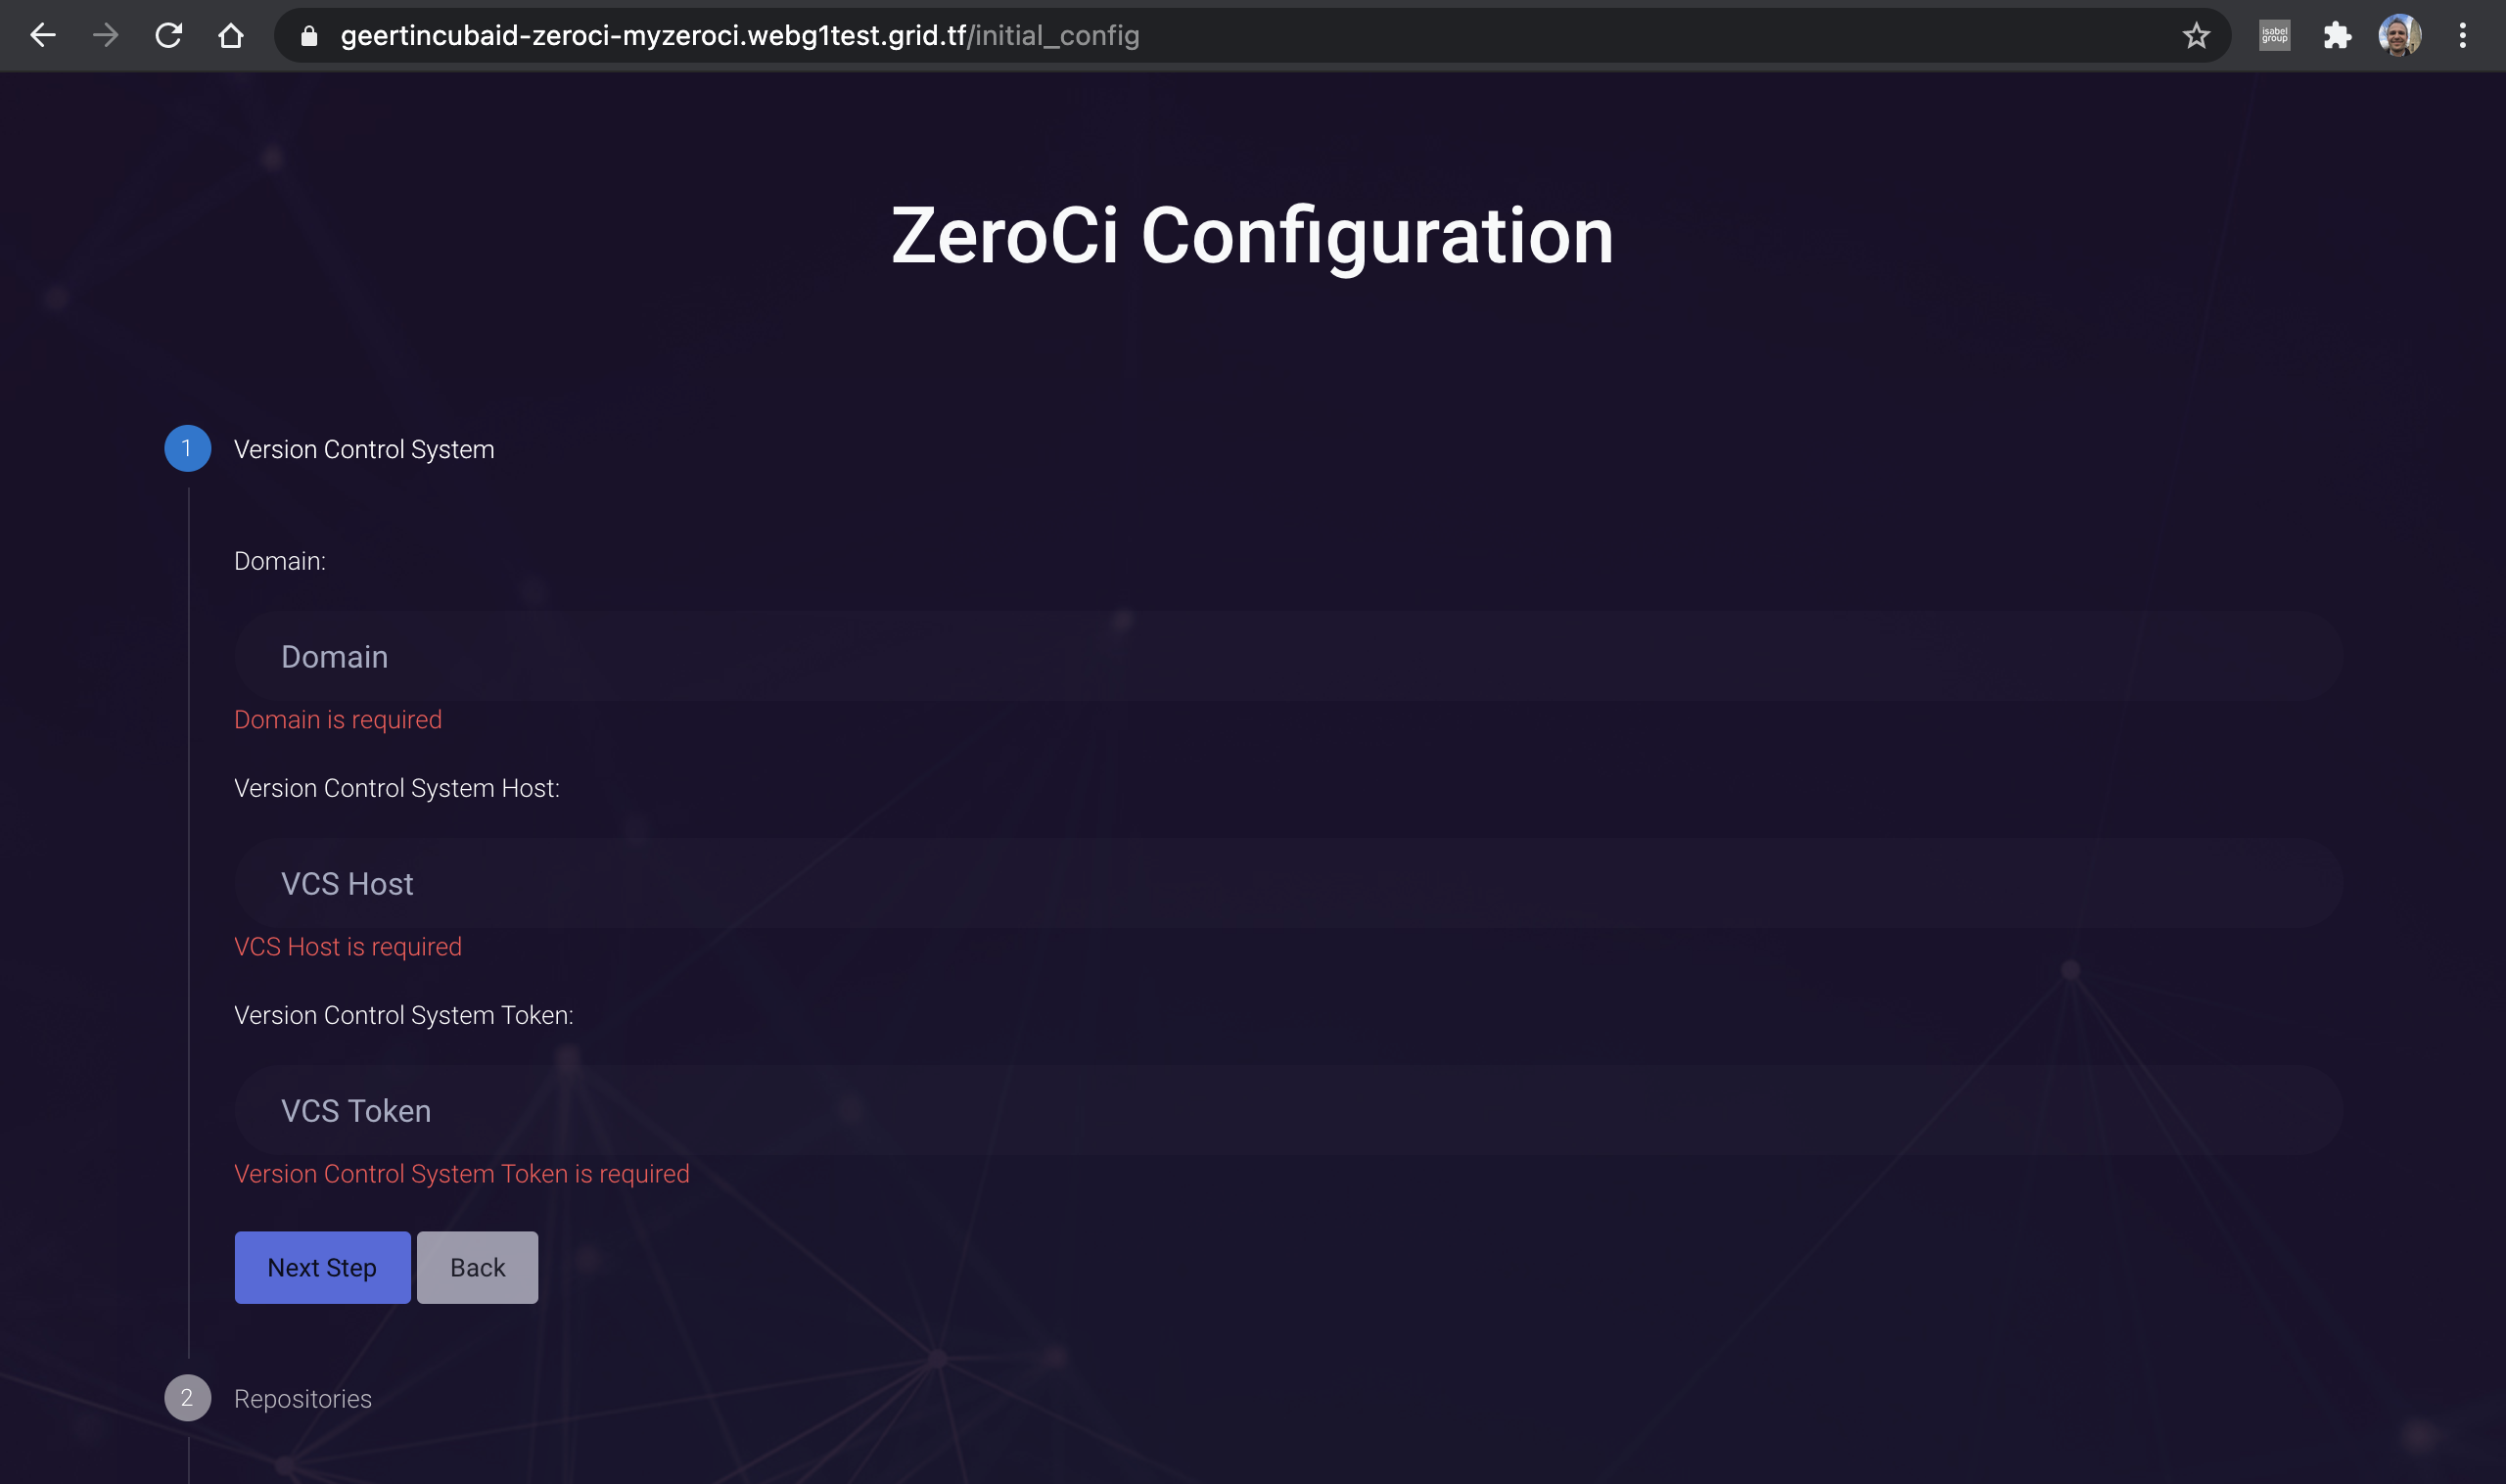 geertincubaid-zeroci-myzeroci.webg1test.grid.tf/initial_config
isabel
group
ZeroCi Configuration
1 Version Control System
Domain:
Domain
Domain is required
Version Control System Host:
VCS Host
VCS Host is required
Version Control System Token:
VCS Token
Version Control System Token is required
Next Step Back
2 Repositories